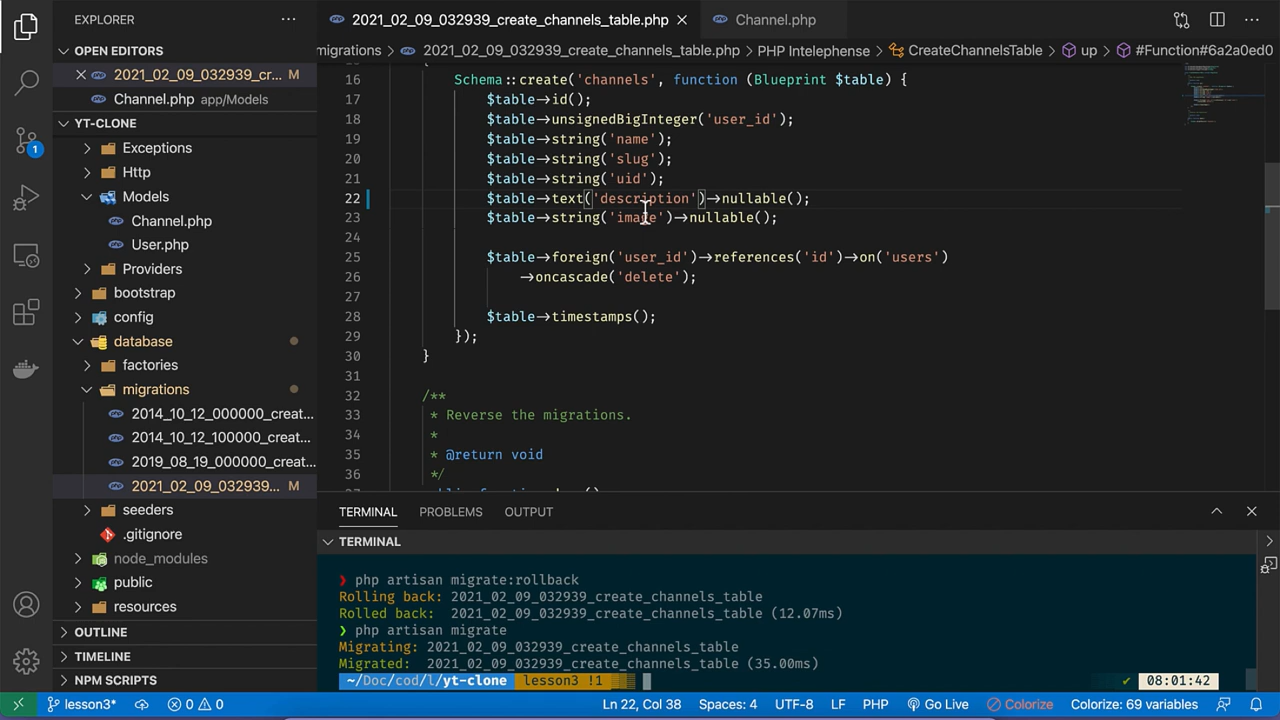 EXPLORER
2021_02_09_032939_create_channels_table.php
Channel.php
OPEN EDITORS
migrations > 2021_02_09_032939_create_channels_table.php > PHP Intelephense > CreateChannelsTable > up > #Function#6a2a0ed0
2021_02_09_032939_cr... M
Channel.php app/Models
YT-CLONE
Exceptions
Http
Models
Channel.php
User.php
Providers
bootstrap
config
database
factories
migrations
2014_10_12_000000_creat...
2014_10_12_100000_creat...
2019_08_19_000000_creat...
2021_02_09_032939... M
seeders
.gitignore
node_modules
public
resources
OUTLINE
TIMELINE
NPM SCRIPTS
16 Schema::create('channels', function (Blueprint $table) {
17 $table→id();
18 $table→unsignedBigInteger('user_id');
19 $table→string('name');
20 $table→string('slug');
21 $table→string('uid');
22 $table→text('description')→nullable();
23 $table→string('image')→nullable();
24
25 $table→foreign('user_id')→references('id')→on('users')
26 →oncascade('delete');
27
28 $table→timestamps();
29 });
30 }
31
32 /**
33 * Reverse the migrations.
34 *
35 * @return void
36 */
TERMINAL PROBLEMS OUTPUT
TERMINAL
❯ php artisan migrate:rollback
Rolling back: 2021_02_09_032939_create_channels_table
Rolled back: 2021_02_09_032939_create_channels_table (12.07ms)
❯ php artisan migrate
Migrating: 2021_02_09_032939_create_channels_table
Migrated: 2021_02_09_032939_create_channels_table (35.00ms)
~/Doc/cod/l/yt-clone lesson3 !1 ✔ 08:01:42
1
lesson3* 0 0 Ln 22, Col 38 Spaces: 4 UTF-8 LF PHP Go Live Colorize Colorize: 69 variables